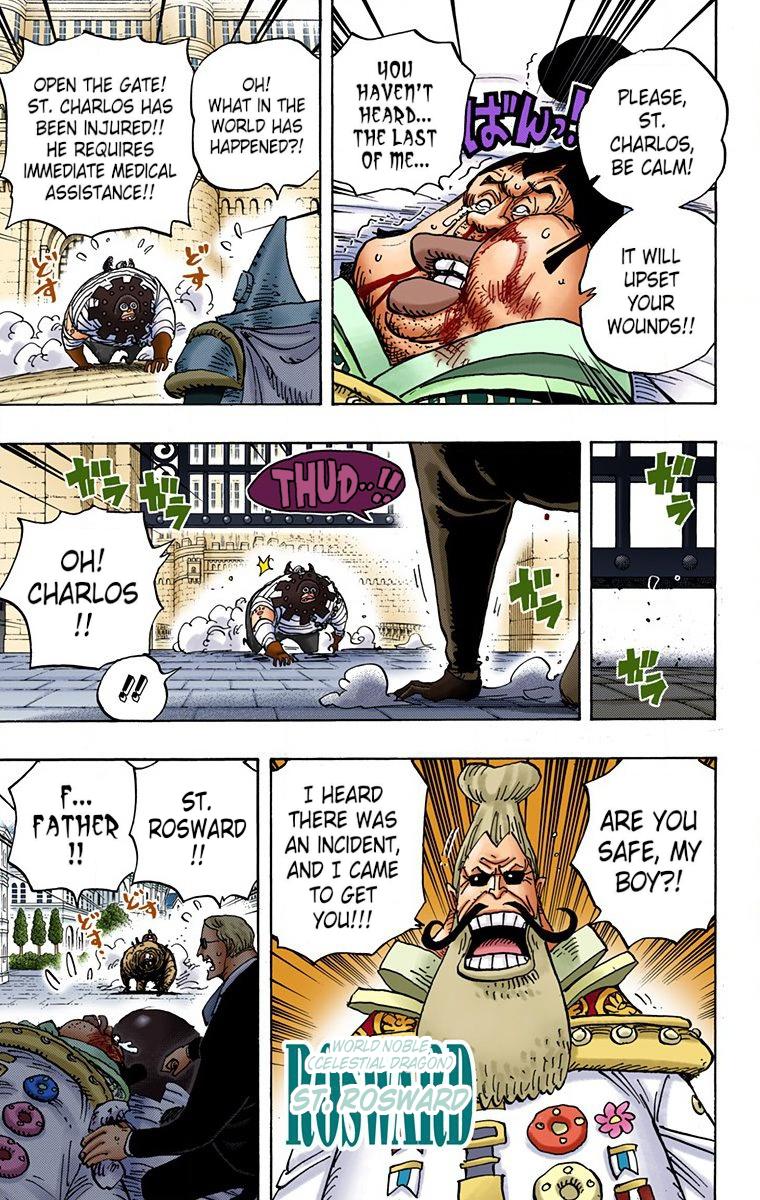 PLEASE,
ST.
CHARLOS,
BE CALM!
IT WILL
UPSET
YOUR
WOUNDS!!
ばんっ!
YOU
HAVEN'T
HEARD...
THE LAST
OF ME...
OH!
WHAT IN THE
WORLD HAS
HAPPENED?!
OPEN THE GATE!
ST. CHARLOS HAS
BEEN INJURED!!
HE REQUIRES
IMMEDIATE MEDICAL
ASSISTANCE!!
どす
どす
ガラ
ガラ
ガラ
THUD..!!
ガラ
ガラ
OH!
CHARLOS
!!
!!
ARE YOU
SAFE, MY
BOY?!
I HEARD
THERE WAS
AN INCIDENT,
AND I CAME
TO GET
YOU!!!
WORLD NOBLE
(CELESTIAL DRAGON)
ROSWARD
ST. ROSWARD
ST.
ROSWARD
!!
F...
FATHER
!!
どす
どす